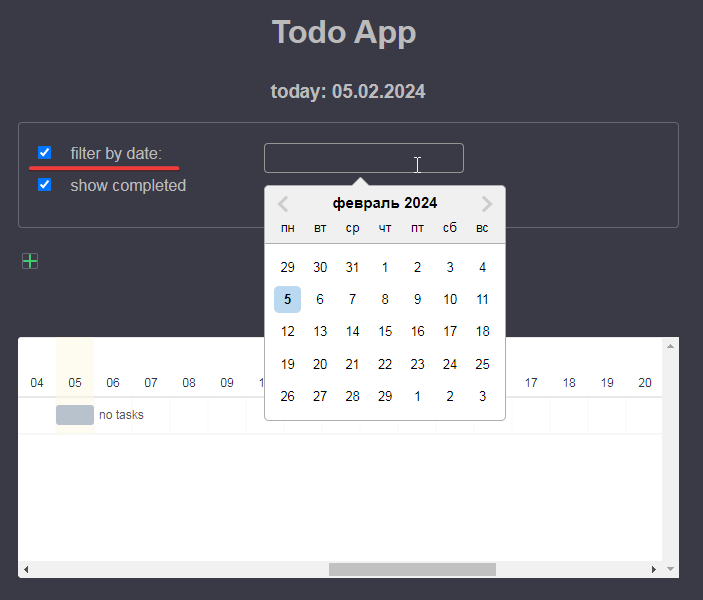 Todo App
today: 05.02.2024
filter by date:
show completed
февраль 2024
пн вт ср чт пт сб вс
29 30 31 1 2 3 4
5 6 7 8 9 10 11
12 13 14 15 16 17 18
19 20 21 22 23 24 25
26 27 28 29 1 2 3
04 05 06 07 08 09 17 18 19 20
no tasks